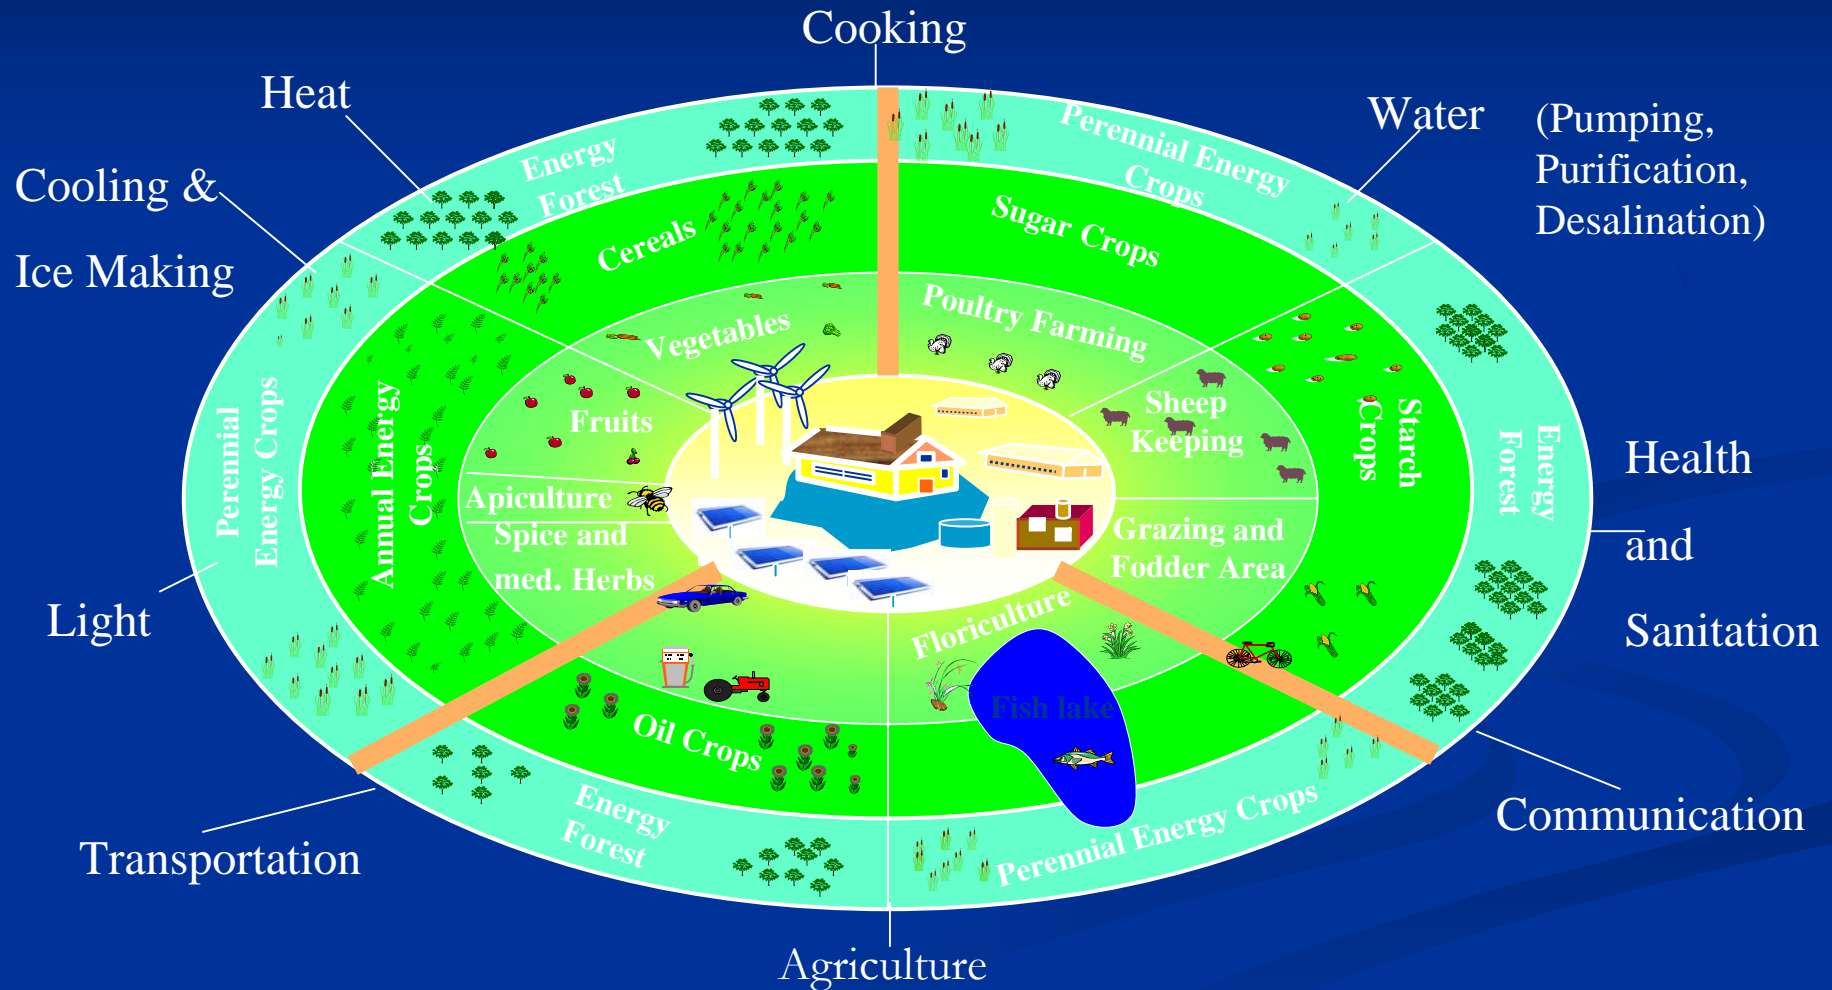 Cooking
Heat
Water
(Pumping,
Purification,
Desalination)
Cooling &
Ice Making
Energy
Forest
Perennial Energy
Crops
Cereals
Sugar Crops
Vegetables
Poultry Farming
Fruits
Sheep
Keeping
Starch
Crops
Energy
Forest
Perennial
Energy Crops
Annual Energy
Crops
Apiculture
Spice and
med. Herbs
Grazing and
Fodder Area
Health
and
Sanitation
Light
Floriculture
Fish lake
Oil Crops
Energy
Forest
Perennial Energy Crops
Transportation
Communication
Agriculture